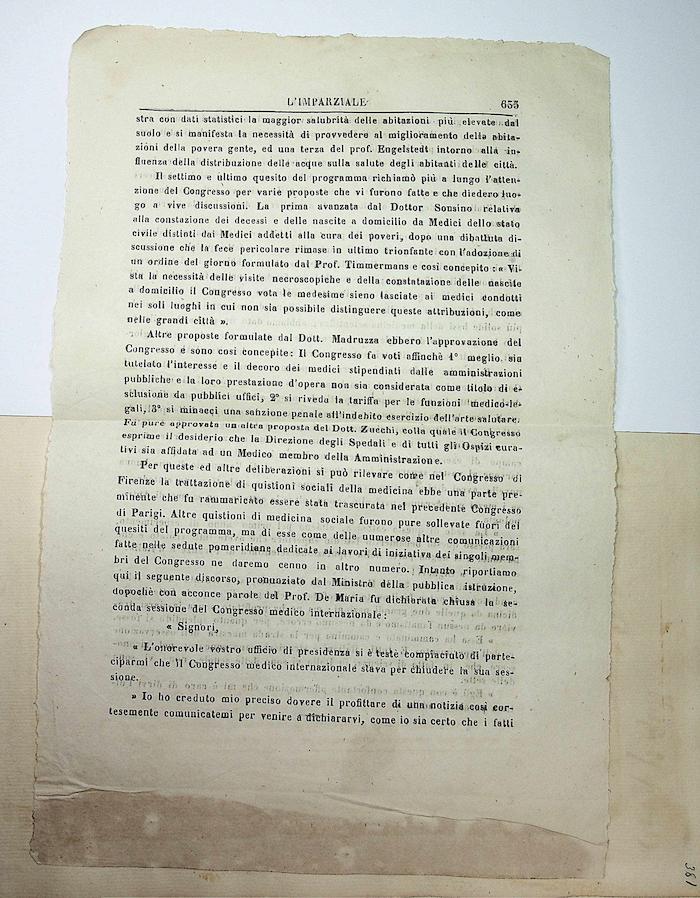 L'IMPARZIALE 655
stra con dati statistici la maggior salubrità delle abitazioni più elevate dal
suolo e si manifesta la necessità di provvedere al miglioramento delle abita-
zioni della povera gente, ed una terza del prof. Engelstedt intorno alla in-
fluenza della distribuzione delle acque sulla salute degli abitanti delle città.
Il settimo e ultimo quesito del programma richiamò più a lungo l'atten-
zione del Congresso per varie proposte che vi furono fatte e che diedero luo-
go a vive discussioni. La prima avanzata dal Dottor Sonsino relativa
alla constazione dei decessi e delle nascite a domicilio da Medici dello stato
civile distinti dai Medici addetti alla cura dei poveri, dopo una dibattuta di-
scussione che la fece pericolare rimase in ultimo trionfante con l'adozione di
un ordine del giorno formulato dal Prof. Timmermans e così concepito : « Vi-
sta la necessità delle visite necroscopiche e della constatazione delle nascite
a domicilio il Congresso vota le medesime sieno lasciate ai medici condotti
nei soli luoghi in cui non sia possibile distinguere queste attribuzioni, come
nelle grandi città ».
Altre proposte formulate dal Dott. Madruzza ebbero l'approvazione del
Congresso e sono così concepite: Il Congresso fa voti affinchè 1° meglio sia
tutelato l'interesse e il decoro dei medici stipendiati dalle amministrazioni
pubbliche e la loro prestazione d'opera non sia considerata come titolo di e-
sclusione da pubblici uffici, 2° si riveda la tariffa per le funzioni medico-le-
gali, 3° si minacci una sanzione penale all'indebito esercizio dell'arte salutare.
Fu pure approvata un altra proposta del Dott. Zucchi, colla quale il Congresso
esprime il desiderio che la Direzione degli Spedali e di tutti gli Ospizi cura-
tivi sia affidata ad un Medico membro della Amministrazione.
Per queste ed altre deliberazioni si può rilevare come nel Congresso di
Firenze la trattazione di quistioni sociali della medicina ebbe una parte pre-
minente che fu rammaricato essere stata trascurata nel precedente Congresso
di Parigi. Altre quistioni di medicina sociale furono pure sollevate fuori dei
quesiti del programma, ma di esse come delle numerose altre comunicazioni
fatte nelle sedute pomeridiane dedicate ai lavori di iniziativa dei singoli mem-
bri del Congresso ne daremo cenno in altro numero. Intanto riportiamo
qui il seguente discorso, pronunziato dal Ministro della pubblica istruzione,
dopochè con acconce parole del Prof. De Maria fu dichiarata chiusa la se-
conda sessione del Congresso medico internazionale :
« Signori,
« L'onorevole vostro ufficio di presidenza si è testè compiaciuto di parte-
ciparmi che il Congresso medico internazionale stava per chiudere la sua ses-
sione.
» Io ho creduto mio preciso dovere il profittare di una notizia così cor-
tesemente comunicatemi per venire a dichiararvi, come io sia certo che i fatti
361